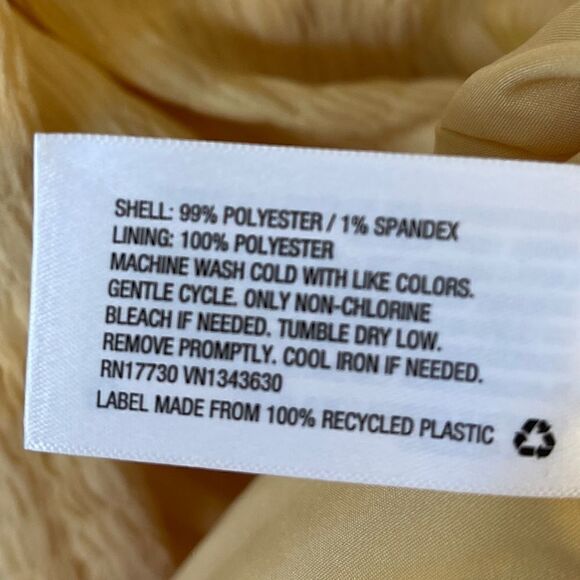 SHELL: 99% POLYESTER / 1% SPANDEX
LINING: 100% POLYESTER
MACHINE WASH COLD WITH LIKE COLORS.
GENTLE CYCLE. ONLY NON-CHLORINE
BLEACH IF NEEDED. TUMBLE DRY LOW.
REMOVE PROMPTLY. COOL IRON IF NEEDED.
RN17730 VN1343630
LABEL MADE FROM 100% RECYCLED PLASTIC